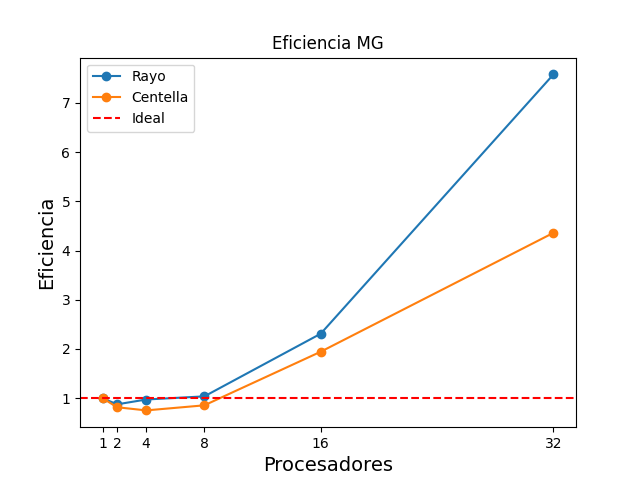 Eficiencia MG
Rayo
Centella
Ideal
Eficiencia
7
6
5
4
3
2
1
1 2 4 8 16 32
Procesadores